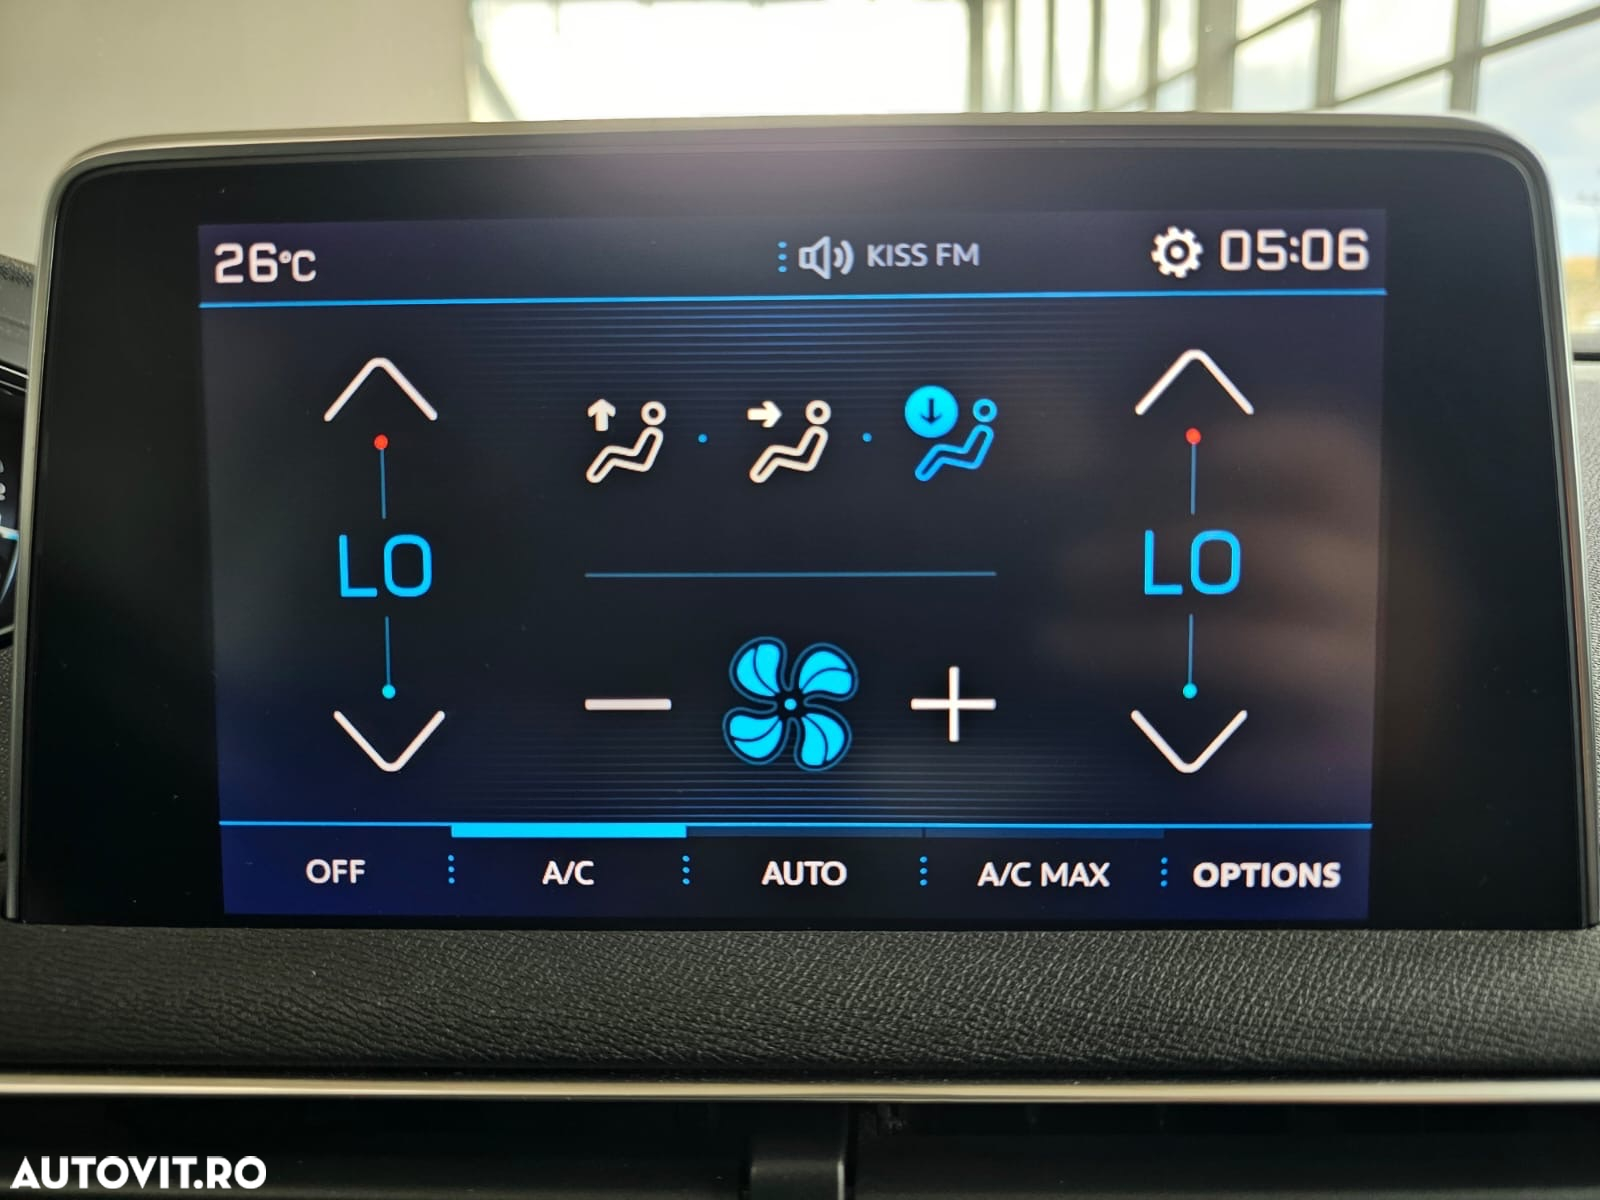 26°C
KISS FM
05:06
LO
LO
OFF
A/C
AUTO
A/C MAX
OPTIONS
AUTOVIT.RO